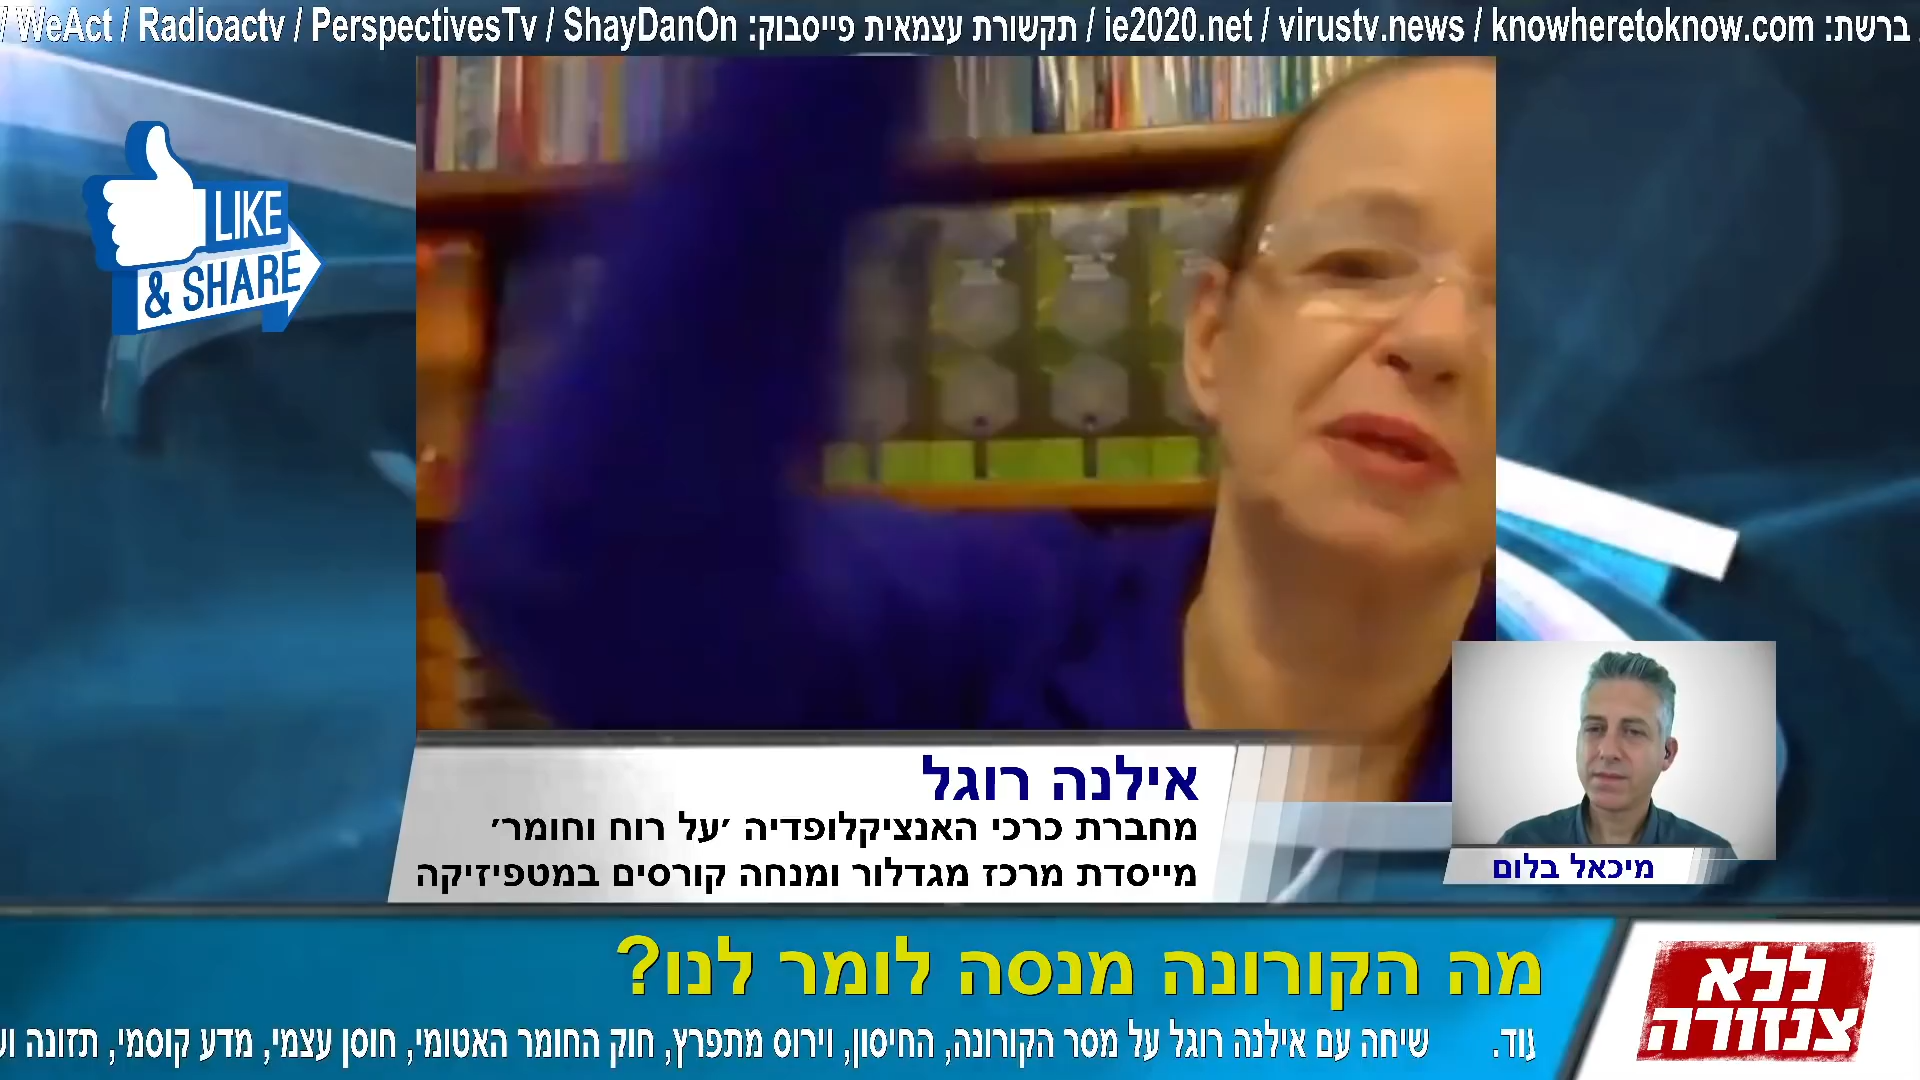 ברשת: knowheretoknow.com / virustv.news / ie2020.net / תקשורת עצמאית פייסבוק: ShayDanOn / PerspectivesTv / Radioactv / WeAct /
LIKE
& SHARE
אילנה רוגל
מחברת כרכי האנציקלופדיה ׳על רוח וחומר׳
מייסדת מרכז מגדלור ומנחה קורסים במטפיזיקה
מיכאל בלום
מה הקורונה מנסה לומר לנו?
ללא
צנזורה
עוד. שיחה עם אילנה רוגל על מסר הקורונה, החיסון, וירוס מתפרץ, חוק החומר האטומי, חוסן עצמי, מדע קוסמי, תזונה